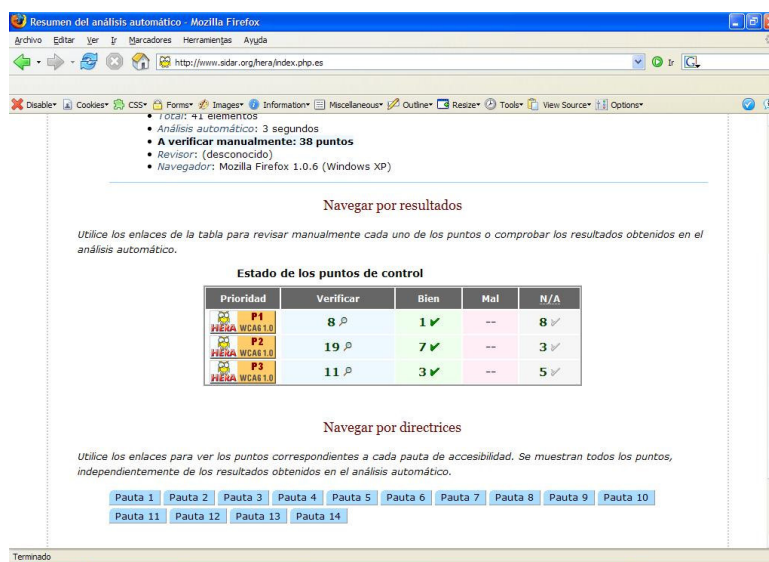 Resumen del análisis automático - Mozilla Firefox
Archivo Editar Ver Ir Marcadores Herramientas Ayuda
http://www.sidar.org/hera/index.php.es Ir G
Disable Cookies CSS Forms Images Information Miscellaneous Outline Resize Tools View Source Options
Total: 41 elementos
Análisis automático: 3 segundos
A verificar manualmente: 38 puntos
Revisor: (desconocido)
Navegador: Mozilla Firefox 1.0.6 (Windows XP)
Navegar por resultados
Utilice los enlaces de la tabla para revisar manualmente cada uno de los puntos o comprobar los resultados obtenidos en el
análisis automático.
Estado de los puntos de control
Prioridad Verificar Bien Mal N/A
HERA P1 WCAG 1.0 8 1 -- 8
HERA P2 WCAG 1.0 19 7 -- 3
HERA P3 WCAG 1.0 11 3 -- 5
Navegar por directrices
Utilice los enlaces para ver los puntos correspondientes a cada pauta de accesibilidad. Se muestran todos los puntos,
independientemente de los resultados obtenidos en el análisis automático.
Pauta 1 Pauta 2 Pauta 3 Pauta 4 Pauta 5 Pauta 6 Pauta 7 Pauta 8 Pauta 9 Pauta 10
Pauta 11 Pauta 12 Pauta 13 Pauta 14
Terminado